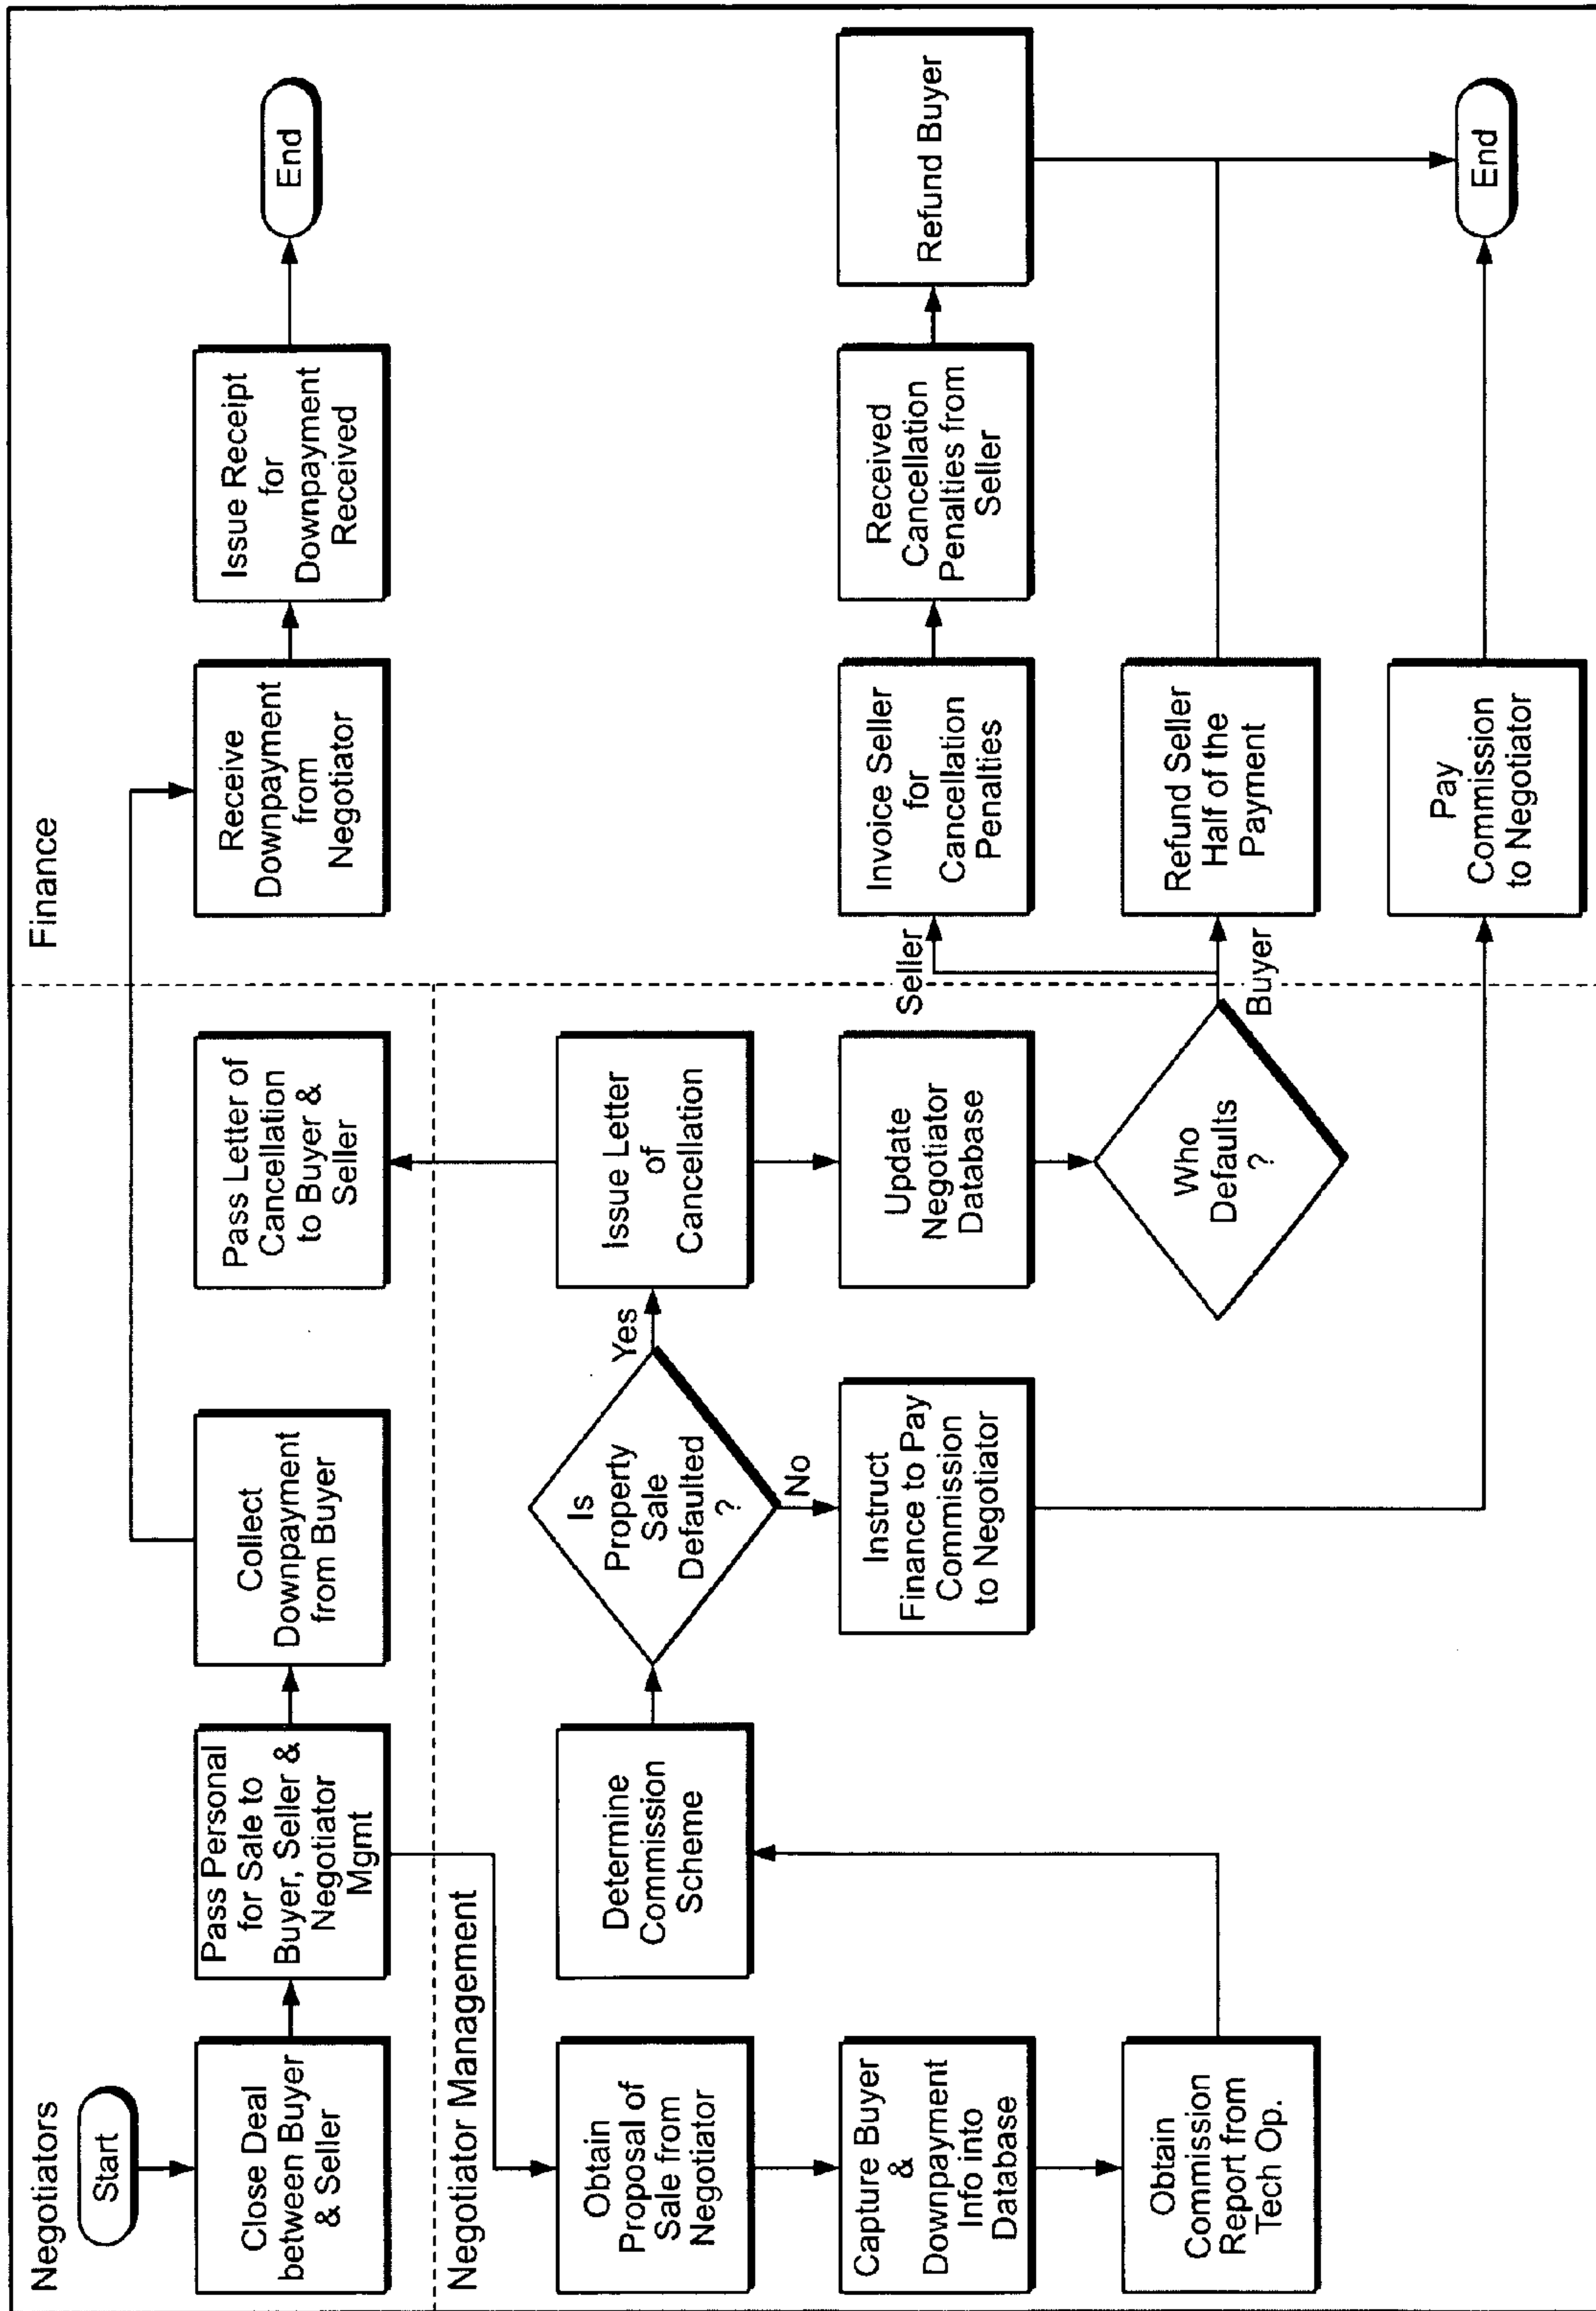 Negotiators
Start
Close Deal
between Buyer
& Seller
Pass Personal
for Sale to
Buyer, Seller &
Negotiator
Mgmt
Collect
Downpayment
from Buyer
Pass Letter of
Cancellation
to Buyer &
Seller
Finance
Receive
Downpayment
from
Negotiator
Issue Receipt
for
Downpayment
Received
End
Negotiator Management
Obtain
Proposal of
Sale from
Negotiator
Capture Buyer
&
Downpayment
Info into
Database
Obtain
Commission
Report from
Tech Op.
Determine
Commission
Scheme
Is
Property
Sale
Defaulted
?
Yes
No
Instruct
Finance to Pay
Commission
to Negotiator
Issue Letter
of
Cancellation
Update
Negotiator
Database
Who
Defaults
?
Seller
Buyer
Invoice Seller
for
Cancellation
Penalties
Received
Cancellation
Penalties from
Seller
Refund Buyer
Refund Seller
Half of the
Payment
Pay
Commission
to Negotiator
End